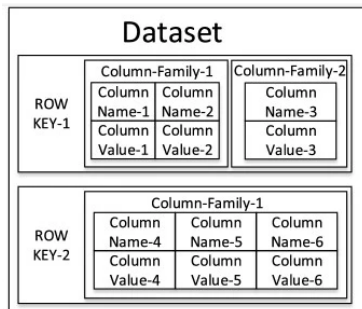 Dataset
ROW
KEY-1
Column-Family-1
Column
Name-1
Column
Name-2
Column
Value-1
Column
Value-2
Column-Family-2
Column
Name-3
Column
Value-3
ROW
KEY-2
Column-Family-1
Column
Name-4
Column
Name-5
Column
Name-6
Column
Value-4
Column
Value-5
Column
Value-6